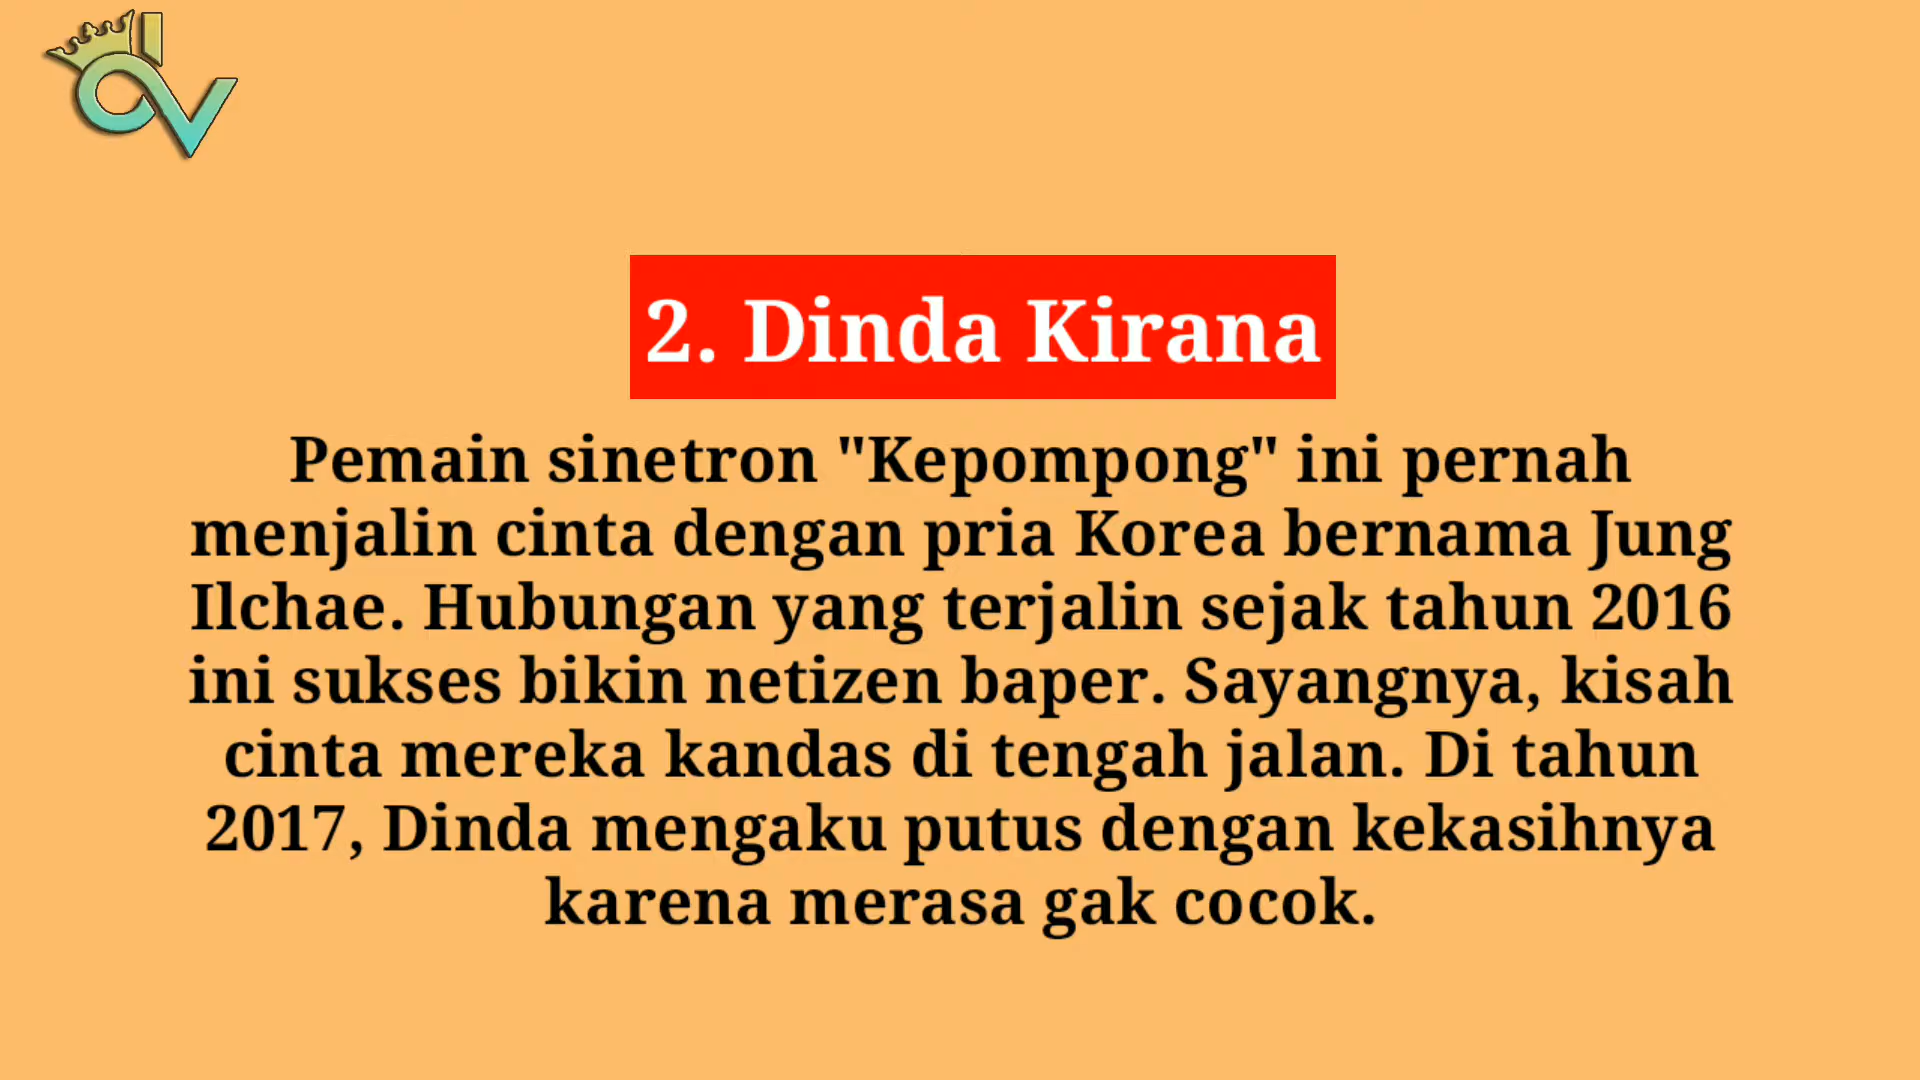 2. Dinda Kirana
Pemain sinetron "Kepompong" ini pernah
menjalin cinta dengan pria Korea bernama Jung
Ilchae. Hubungan yang terjalin sejak tahun 2016
ini sukses bikin netizen baper. Sayangnya, kisah
cinta mereka kandas di tengah jalan. Di tahun
2017, Dinda mengaku putus dengan kekasihnya
karena merasa gak cocok.